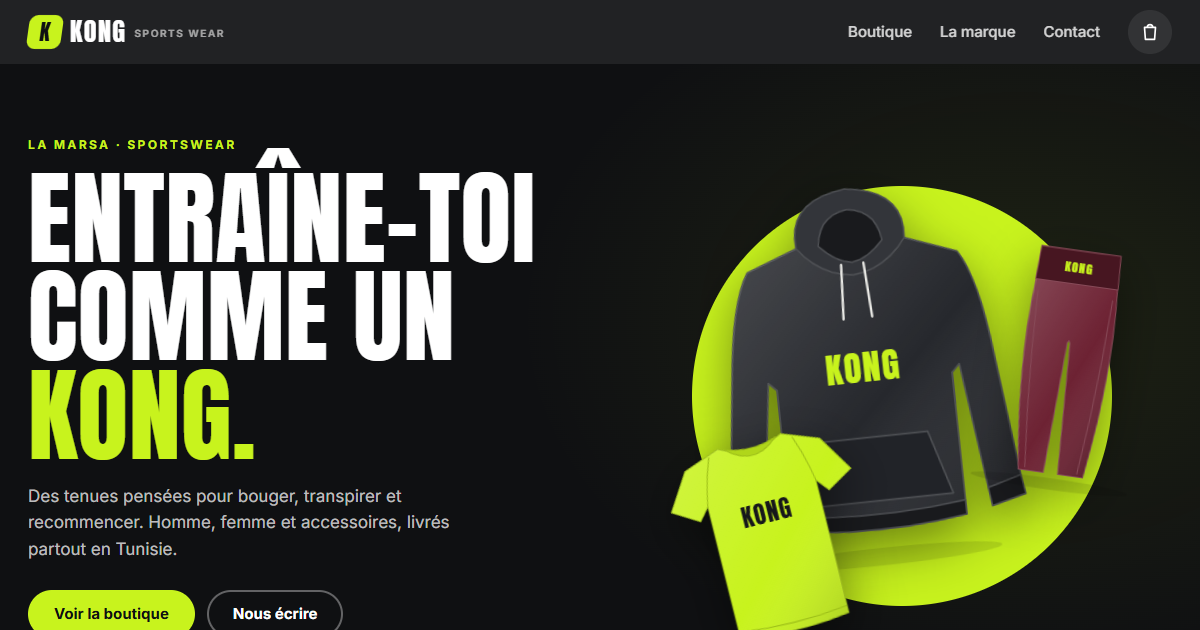 K KONG SPORTS WEAR
Boutique La marque Contact
LA MARSA · SPORTSWEAR
ENTRAÎNE-TOI
COMME UN
KONG.
Des tenues pensées pour bouger, transpirer et
recommencer. Homme, femme et accessoires, livrés
partout en Tunisie.
Voir la boutique Nous écrire
KONG
KONG
KONG